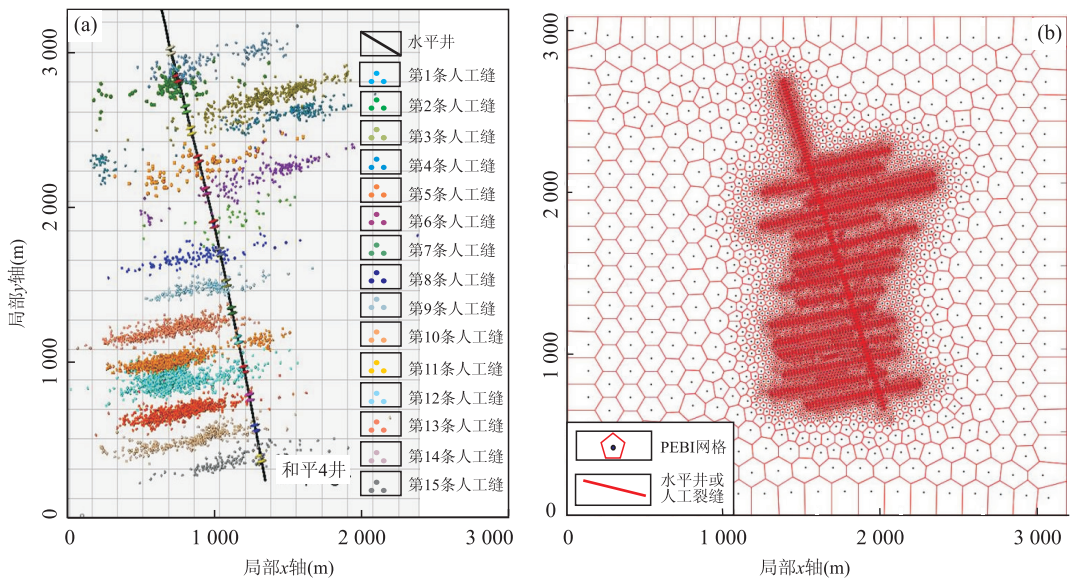 (a)
水平井
第1条人工缝
第2条人工缝
第3条人工缝
第4条人工缝
第5条人工缝
第6条人工缝
第7条人工缝
第8条人工缝
第9条人工缝
第10条人工缝
第11条人工缝
第12条人工缝
第13条人工缝
第14条人工缝
第15条人工缝
和平4井
局部y轴(m)
3 000
2 000
1 000
0
0
1 000
2 000
3 000
局部x轴(m)
(b)
PEBI网格
水平井或
人工裂缝
3 000
2 000
1 000
0
0
1 000
2 000
3 000
局部x轴(m)